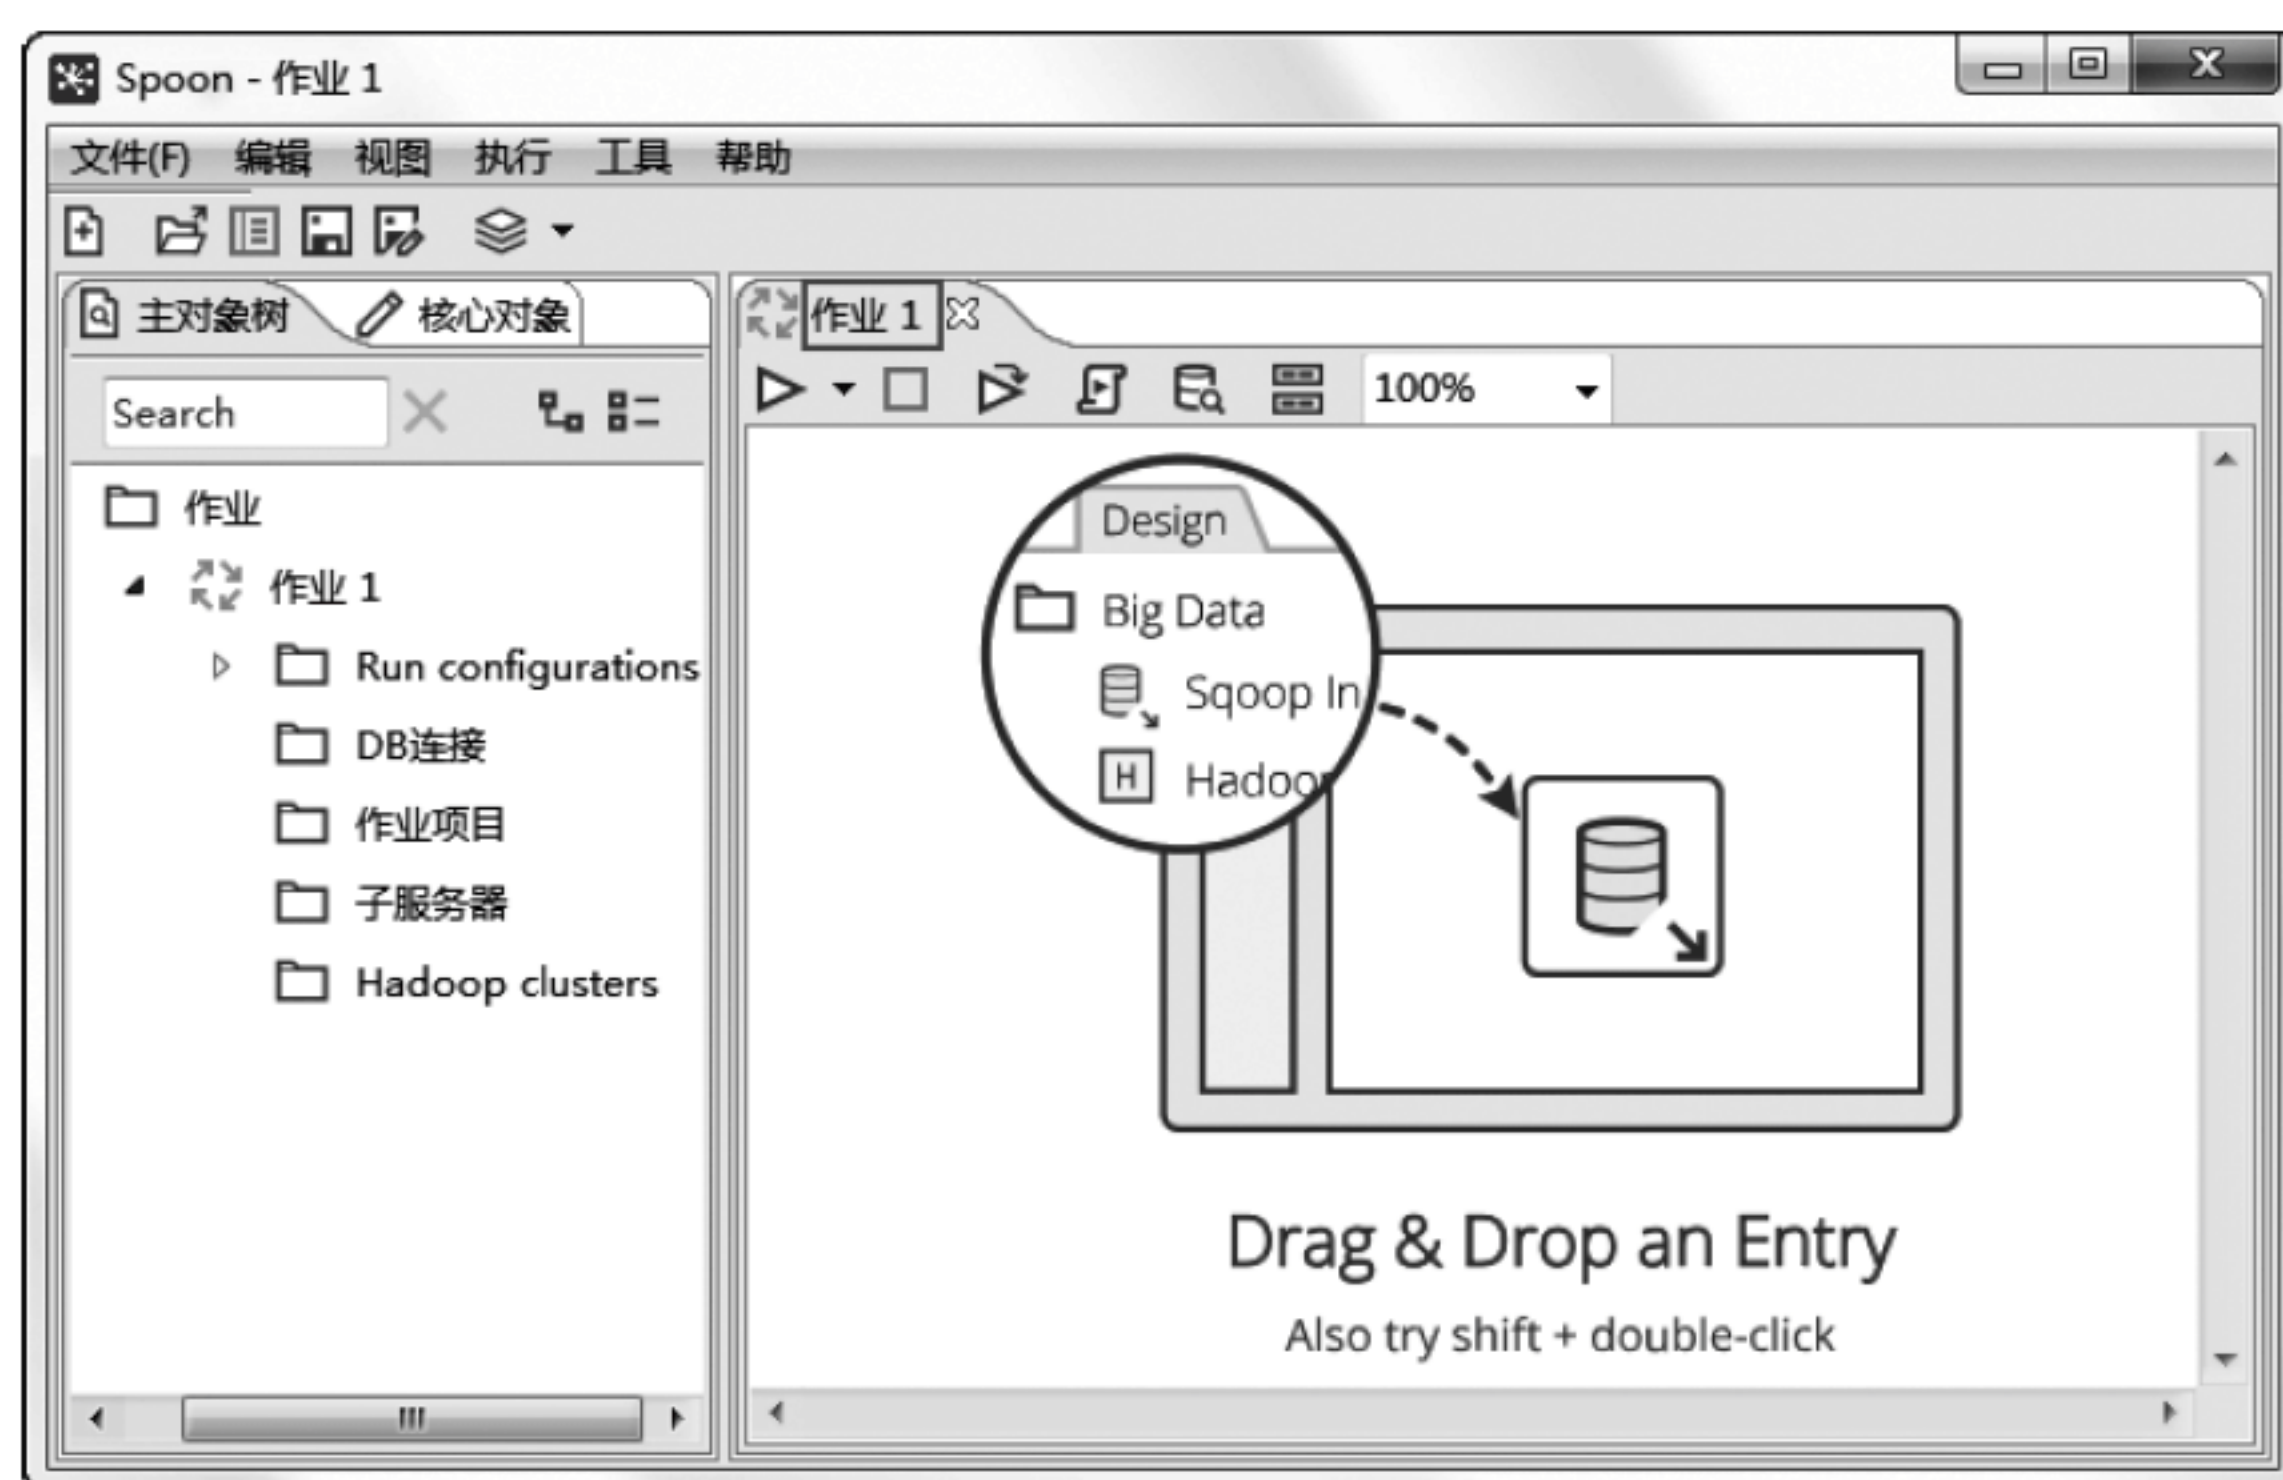 Spoon - 作业 1
文件(F) 编辑 视图 执行 工具 帮助
主对象树 核心对象
作业 1
100%
Search
作业
作业 1
Run configurations
DB连接
作业项目
子服务器
Hadoop clusters
Design
Big Data
Sqoop In
H Hadoop
Drag & Drop an Entry
Also try shift + double-click